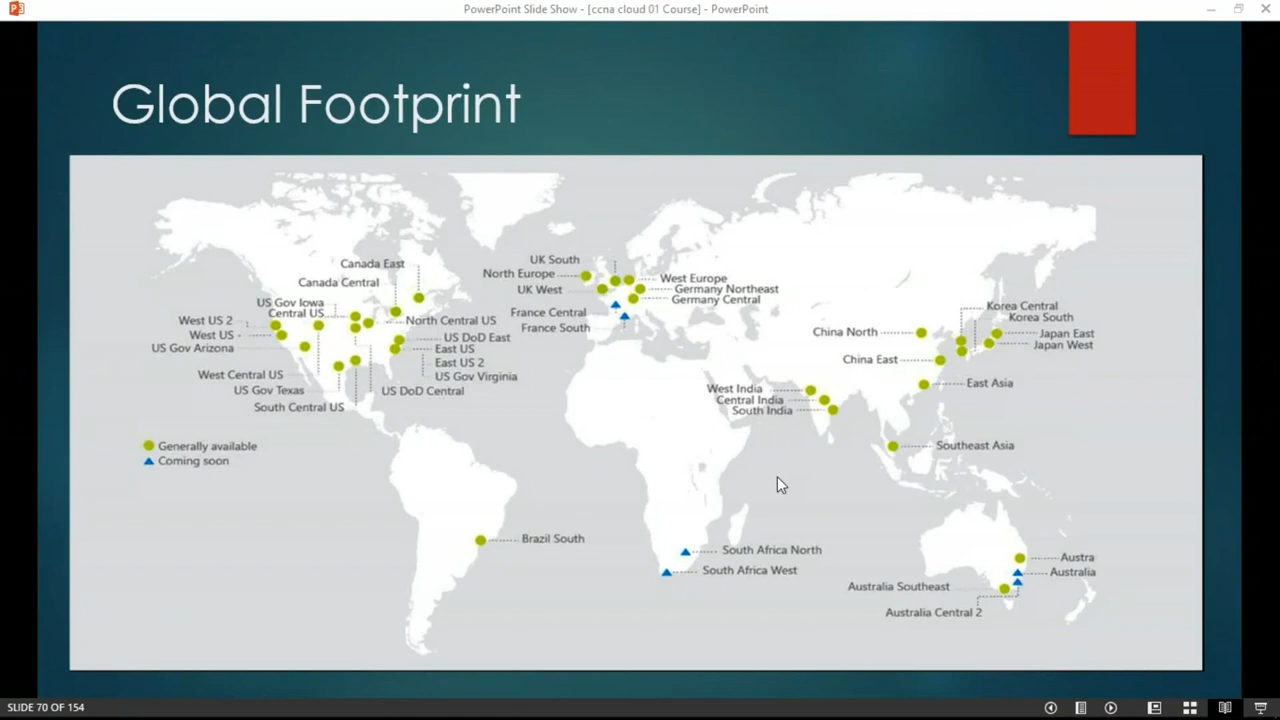 PowerPoint Slide Show - [ccna cloud 01 Course] - PowerPoint
Global Footprint
Canada East
Canada Central
US Gov Iowa
Central US
West US 2
West US
US Gov Arizona
North Central US
US DoD East
East US
East US 2
US Gov Virginia
West Central US
US Gov Texas
US DoD Central
South Central US
Generally available
Coming soon
Brazil South
UK South
North Europe
UK West
France Central
France South
West Europe
Germany Northeast
Germany Central
South Africa North
South Africa West
West India
Central India
South India
Korea Central
Korea South
China North
Japan East
Japan West
China East
East Asia
Southeast Asia
Austra
Australia
Australia Southeast
Australia Central 2
SLIDE 70 OF 154